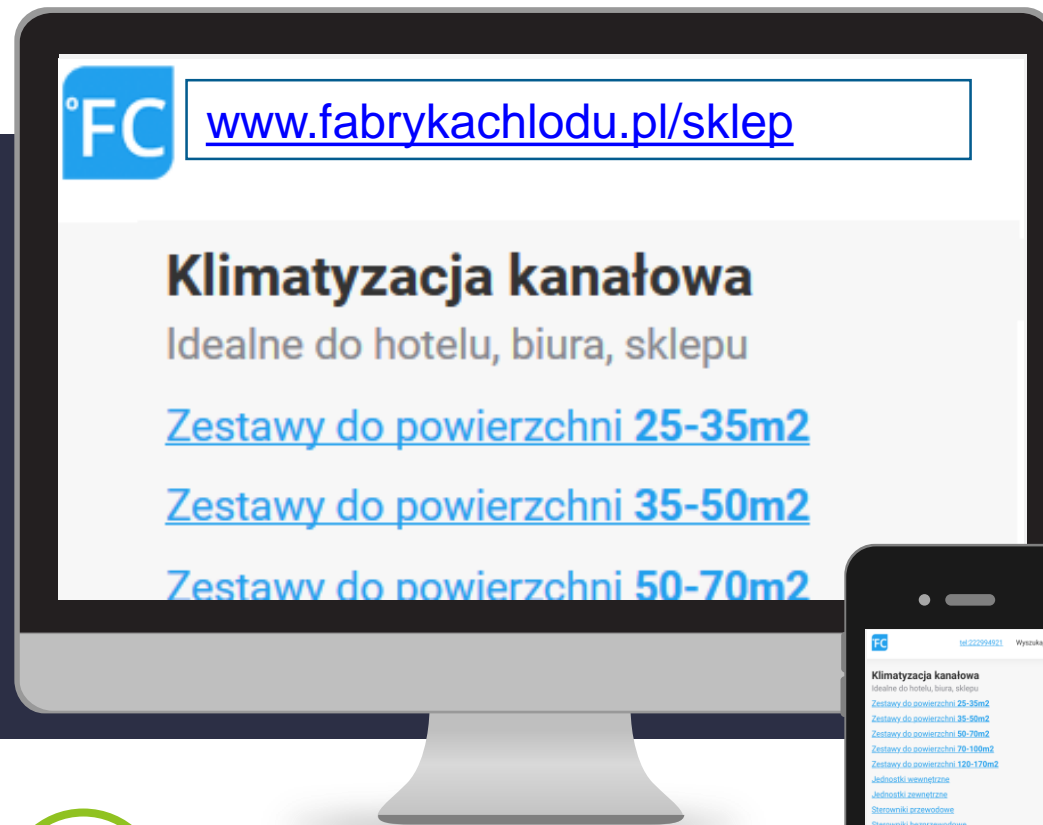 °FC
www.fabrykachlodu.pl/sklep
Klimatyzacja kanałowa
Idealne do hotelu, biura, sklepu
Zestawy do powierzchni 25-35m2
Zestawy do powierzchni 35-50m2
Zestawy do powierzchni 50-70m2
°FC
tel:222994921 Wyszuka
Klimatyzacja kanałowa
Idealne do hotelu, biura, sklepu
Zestawy do powierzchni 25-35m2
Zestawy do powierzchni 35-50m2
Zestawy do powierzchni 50-70m2
Zestawy do powierzchni 70-100m2
Zestawy do powierzchni 120-170m2
Jednostki wewnętrzne
Jednostki zewnętrzne
Sterowniki przewodowe
Sterowniki bezprzewodowe